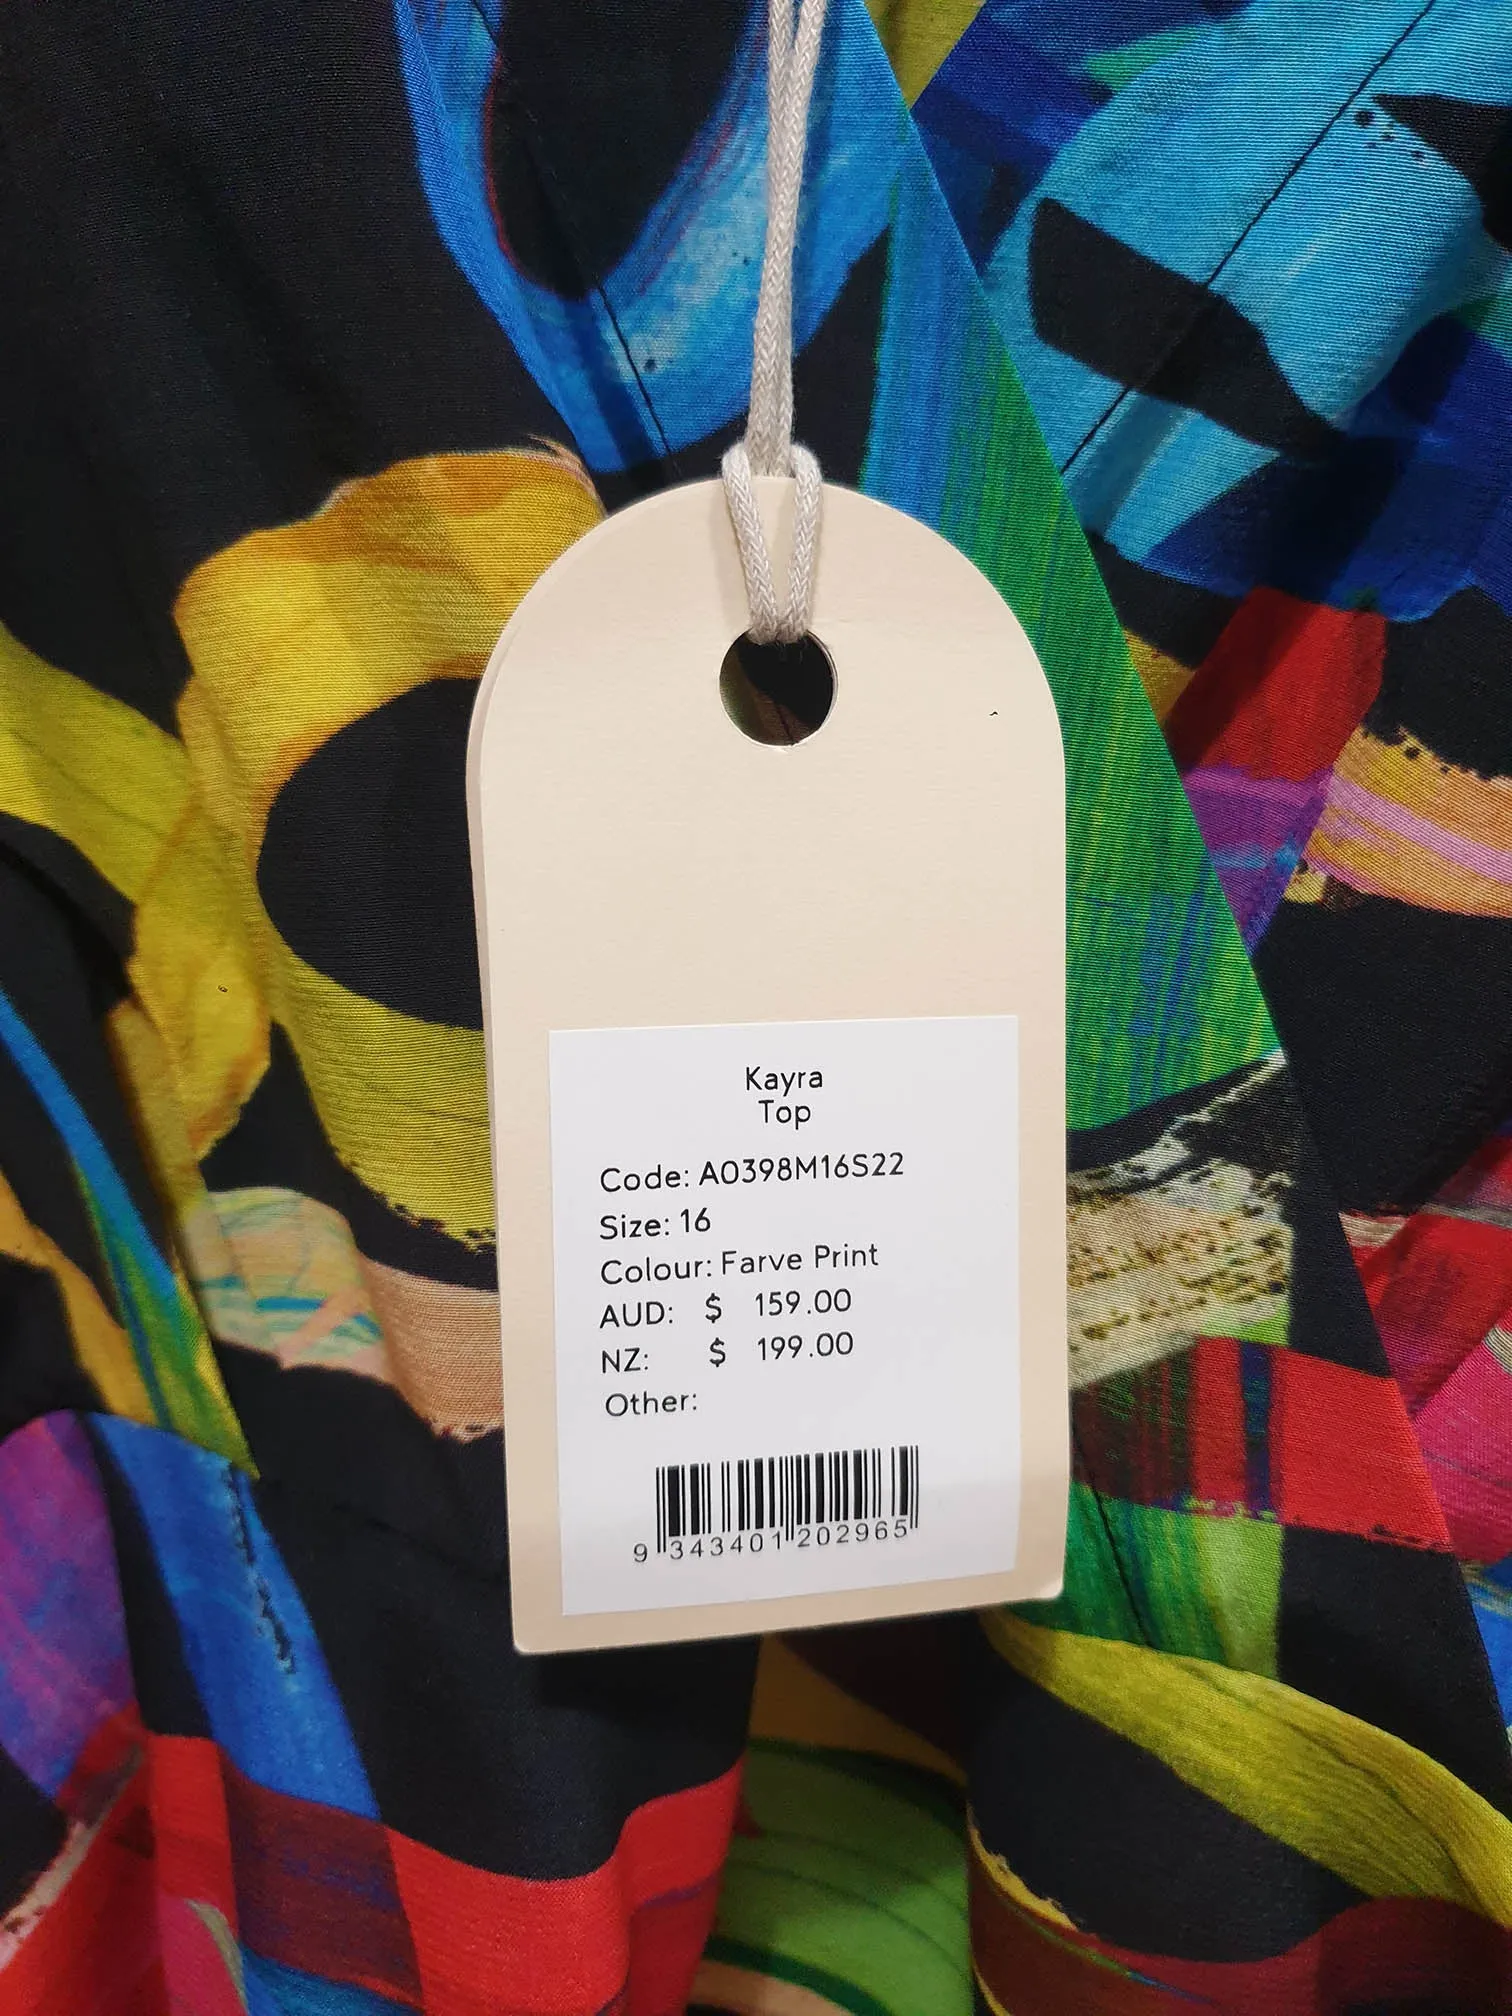 Kayra
Top
Code: A0398M16S22
Size: 16
Colour: Farve Print
AUD: $ 159.00
NZ: $ 199.00
Other:
9 343401 202965